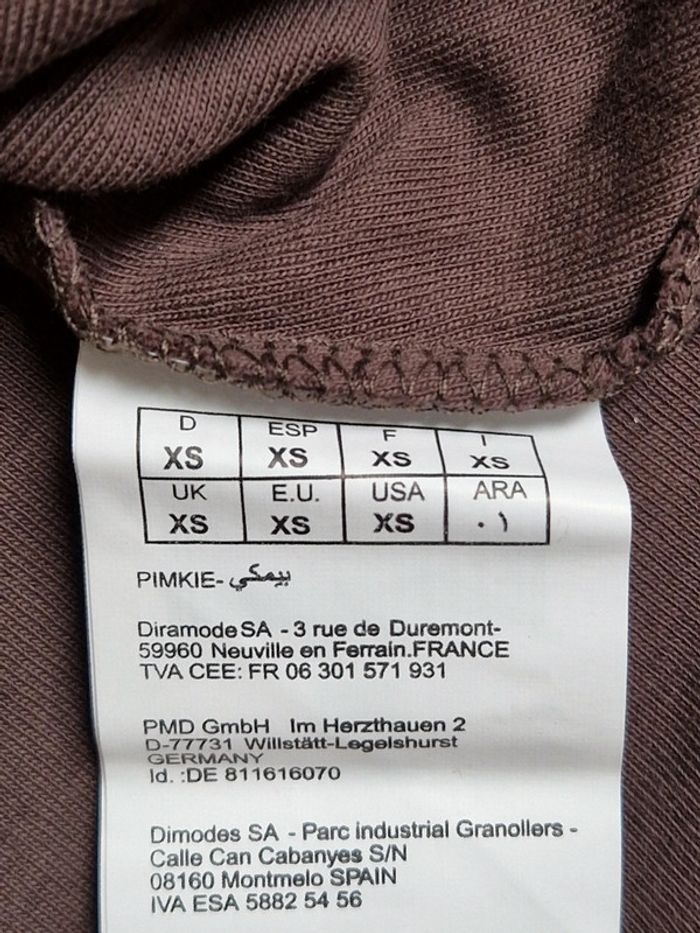 D ESP F I
XS XS XS XS
UK E.U. USA ARA
XS XS XS ٠١
PIMKIE-بيمكي
Diramode SA - 3 rue de Duremont-
59960 Neuville en Ferrain.FRANCE
TVA CEE: FR 06 301 571 931
PMD GmbH Im Herzthauen 2
D-77731 Willstätt-Legelshurst
GERMANY
Id. :DE 811616070
Dimodes SA - Parc industrial Granollers -
Calle Can Cabanyes S/N
08160 Montmelo SPAIN
IVA ESA 5882 54 56